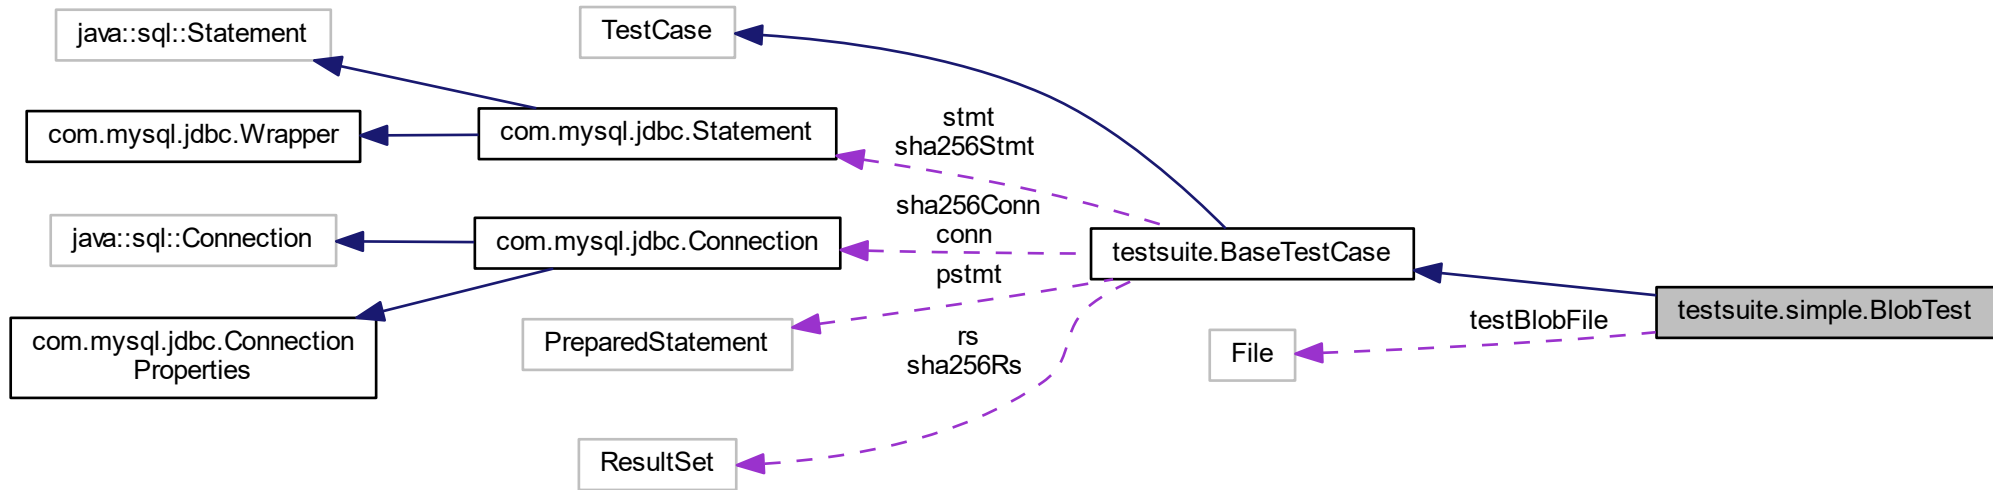 java::sql::Statement
TestCase
com.mysql.jdbc.Wrapper
com.mysql.jdbc.Statement
stmt
sha256Stmt
java::sql::Connection
com.mysql.jdbc.Connection
sha256Conn
conn
testsuite.BaseTestCase
pstmt
com.mysql.jdbc.Connection
Properties
PreparedStatement
rs
sha256Rs
File
testBlobFile
testsuite.simple.BlobTest
ResultSet